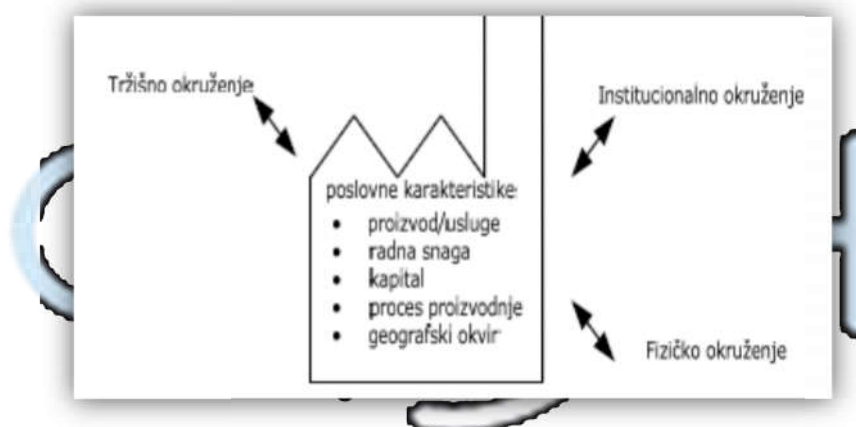 Tržišno okruženje
Institucionalno okruženje
poslovne karakteristike:
• proizvod/usluge
• radna snaga
• kapital
• proces proizvodnje
• geografski okvir
Fizičko okruženje